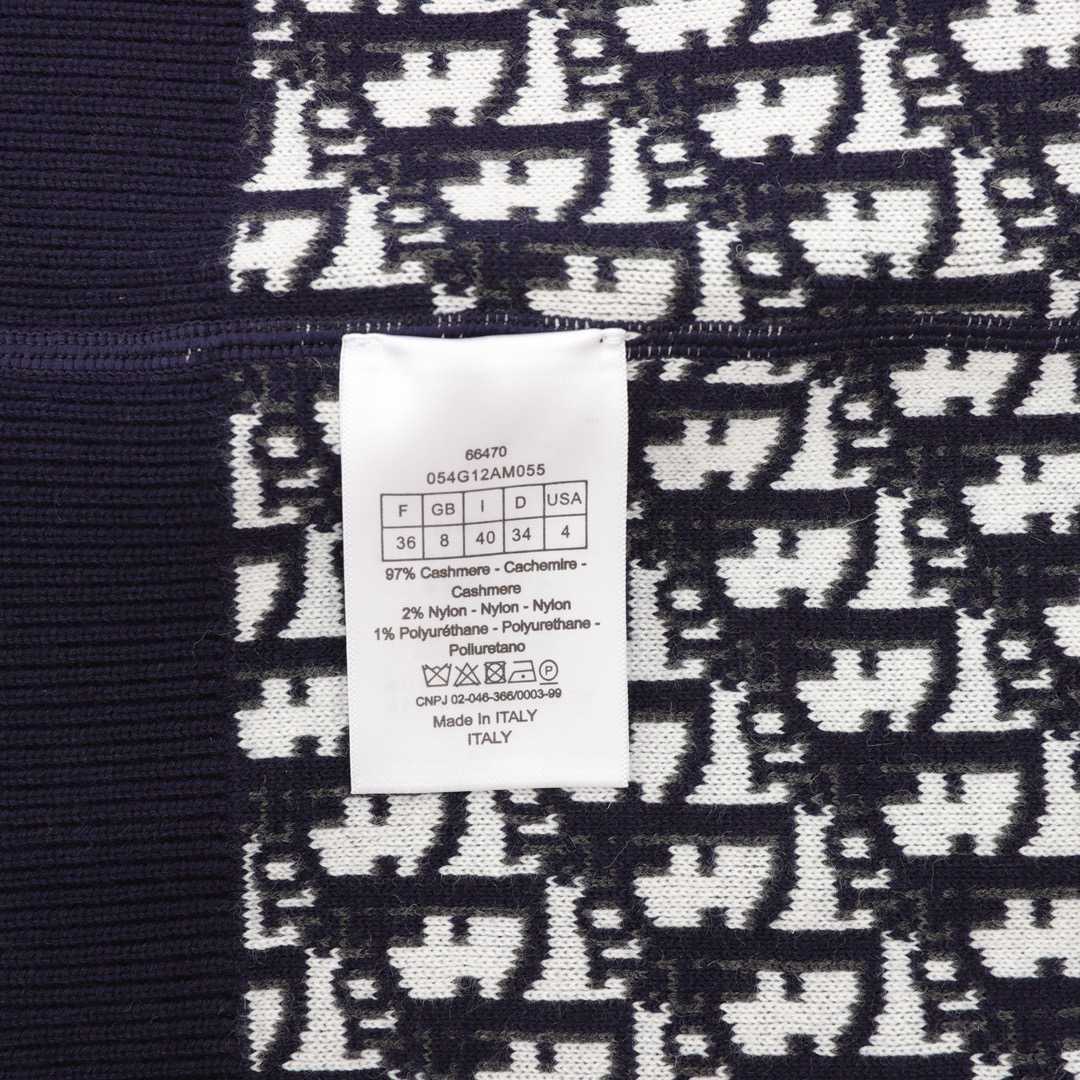 66470
054G12AM055
F GB I D USA
36 8 40 34 4
97% Cashmere - Cachemire -
Cashmere
2% Nylon - Nylon - Nylon
1% Polyuréthane - Polyurethane -
Poliuretano
P
CNPJ 02-046-366/0003-99
Made In ITALY
ITALY